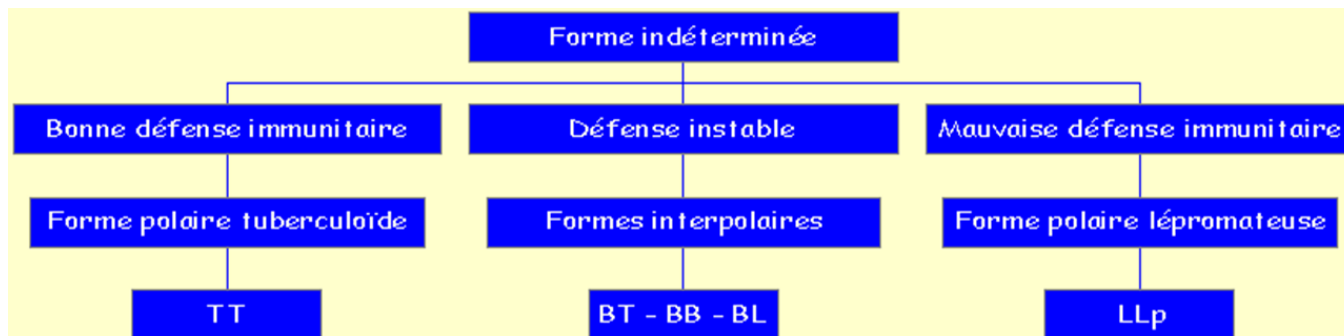 Forme indéterminée
Bonne défense immunitaire
Défense instable
Mauvaise défense immunitaire
Forme polaire tuberculoïde
Formes interpolaires
Forme polaire lépromateuse
TT
BT - BB - BL
LLp